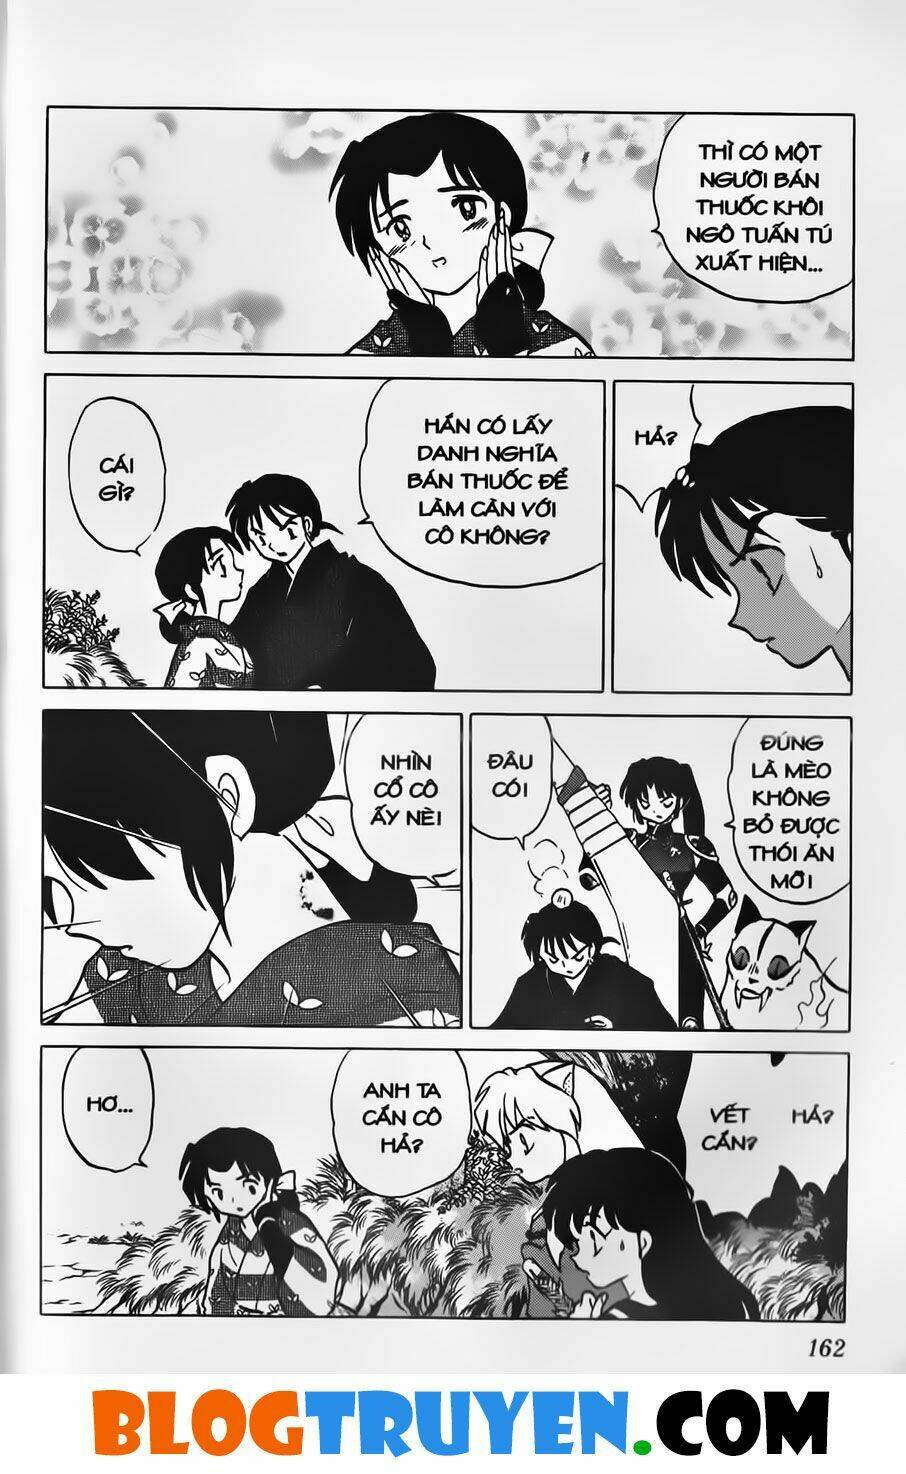 THÌ CÓ MỘT
NGƯỜI BÁN
THUỐC KHÔI
NGÔ TUẤN TÚ
XUẤT HIỆN...
CÁI
GÌ?
HẮN CÓ LẤY
DANH NGHĨA
BÁN THUỐC ĐỂ
LÀM CÀN VỚI
CÔ KHÔNG?
HẢ?
NHÌN
CỔ CÔ
ẤY NÈ!
ĐÂU
CÓ!
ĐÚNG
LÀ MÈO
KHÔNG
BỎ ĐƯỢC
THÓI ĂN
MỚI
HƠ...
ANH TA
CẮN CÔ
HẢ?
VẾT
CẮN?
HẢ?
162
BLOGTRUYEN.COM